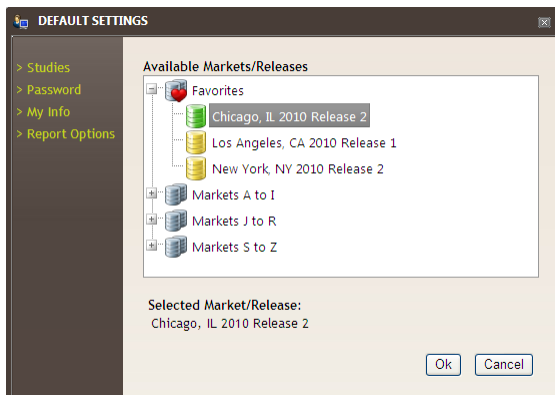 DEFAULT SETTINGS
> Studies
> Password
> My Info
> Report Options
Available Markets/Releases
Favorites
Chicago, IL 2010 Release 2
Los Angeles, CA 2010 Release 1
New York, NY 2010 Release 2
Markets A to I
Markets J to R
Markets S to Z
Selected Market/Release:
Chicago, IL 2010 Release 2
Ok
Cancel